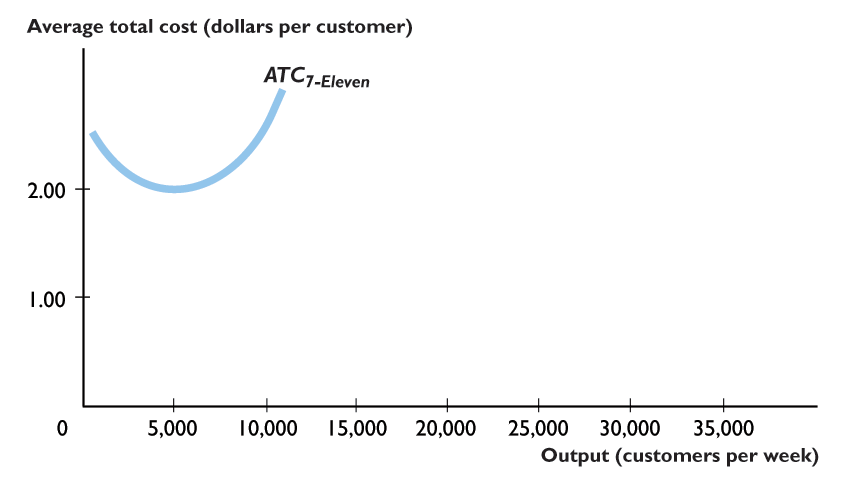 Average total cost (dollars per customer)
ATC7-Eleven
2.00
1.00
0
5,000 10,000 15,000 20,000 25,000 30,000 35,000
Output (customers per week)